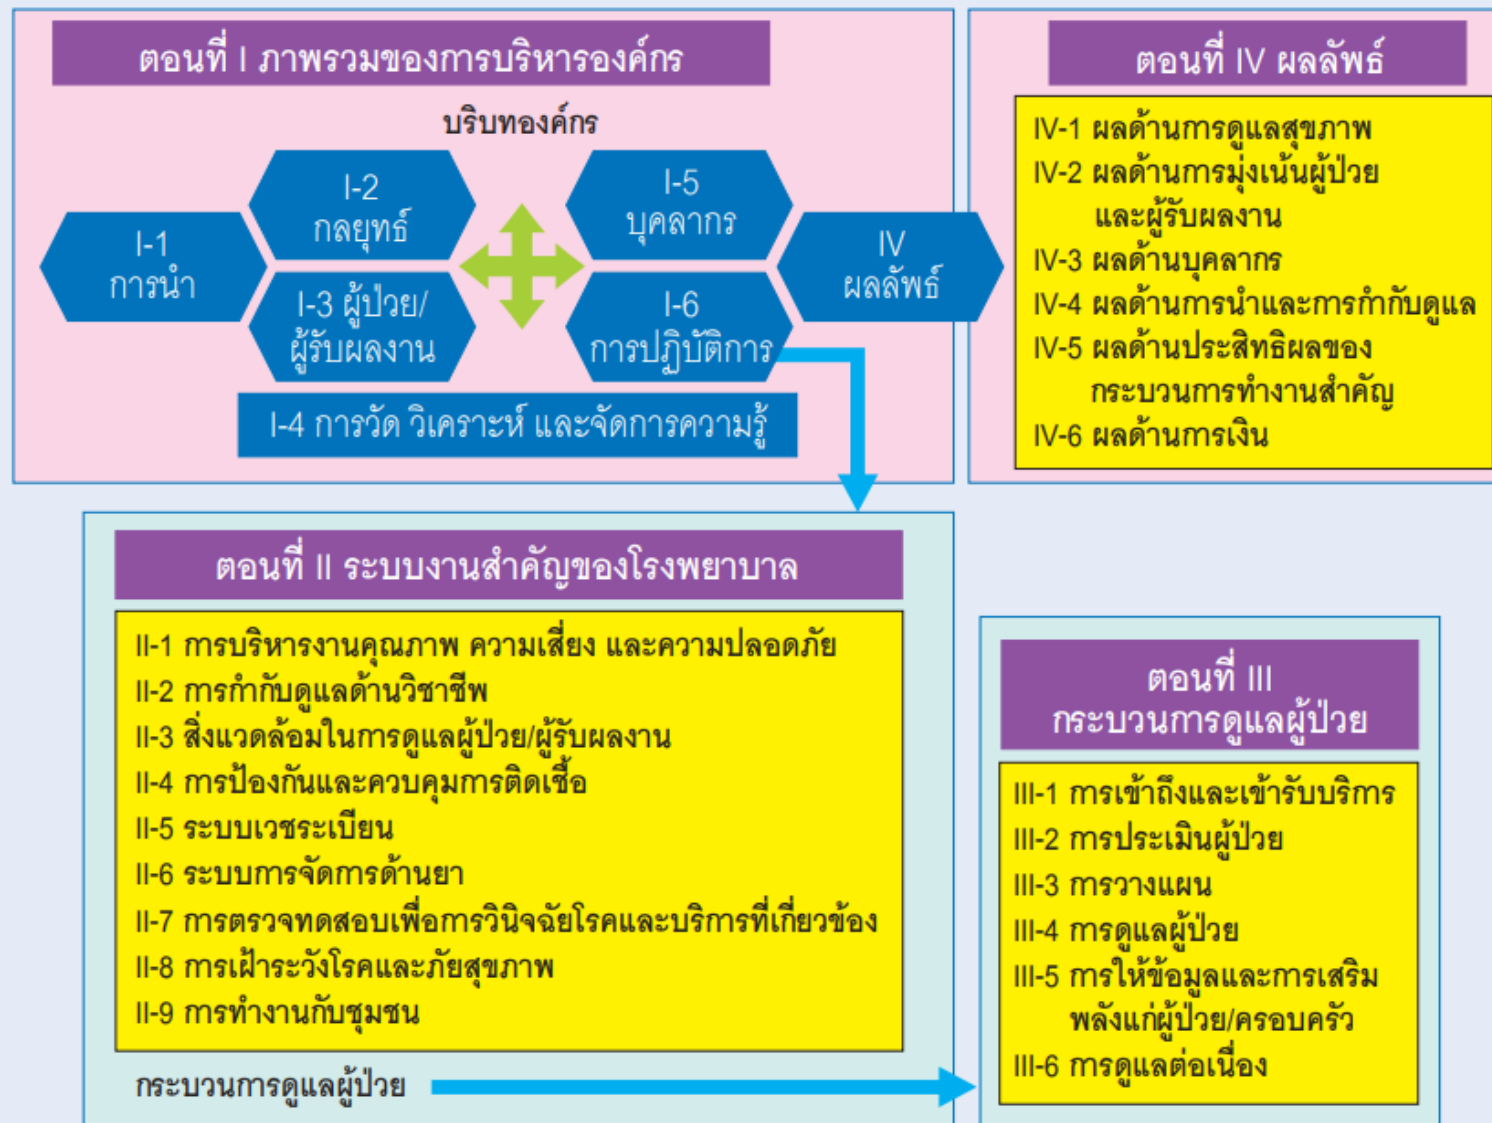 ตอนที่ I ภาพรวมของการบริหารองค์กร
บริบทองค์กร
I-1
การนำ
I-2
กลยุทธ์
I-3 ผู้ป่วย/
ผู้รับผลงาน
I-5
บุคลากร
I-6
การปฏิบัติการ
IV
ผลลัพธ์
I-4 การวัด วิเคราะห์ และจัดการความรู้
ตอนที่ IV ผลลัพธ์
IV-1 ผลด้านการดูแลสุขภาพ
IV-2 ผลด้านการมุ่งเน้นผู้ป่วย
และผู้รับผลงาน
IV-3 ผลด้านบุคลากร
IV-4 ผลด้านการนำและการกำกับดูแล
IV-5 ผลด้านประสิทธิผลของ
กระบวนการทำงานสำคัญ
IV-6 ผลด้านการเงิน
ตอนที่ II ระบบงานสำคัญของโรงพยาบาล
II-1 การบริหารงานคุณภาพ ความเสี่ยง และความปลอดภัย
II-2 การกำกับดูแลด้านวิชาชีพ
II-3 สิ่งแวดล้อมในการดูแลผู้ป่วย/ผู้รับผลงาน
II-4 การป้องกันและควบคุมการติดเชื้อ
II-5 ระบบเวชระเบียน
II-6 ระบบการจัดการด้านยา
II-7 การตรวจทดสอบเพื่อการวินิจฉัยโรคและบริการที่เกี่ยวข้อง
II-8 การเฝ้าระวังโรคและภัยสุขภาพ
II-9 การทำงานกับชุมชน
กระบวนการดูแลผู้ป่วย
ตอนที่ III
กระบวนการดูแลผู้ป่วย
III-1 การเข้าถึงและเข้ารับบริการ
III-2 การประเมินผู้ป่วย
III-3 การวางแผน
III-4 การดูแลผู้ป่วย
III-5 การให้ข้อมูลและการเสริม
พลังแก่ผู้ป่วย/ครอบครัว
III-6 การดูแลต่อเนื่อง